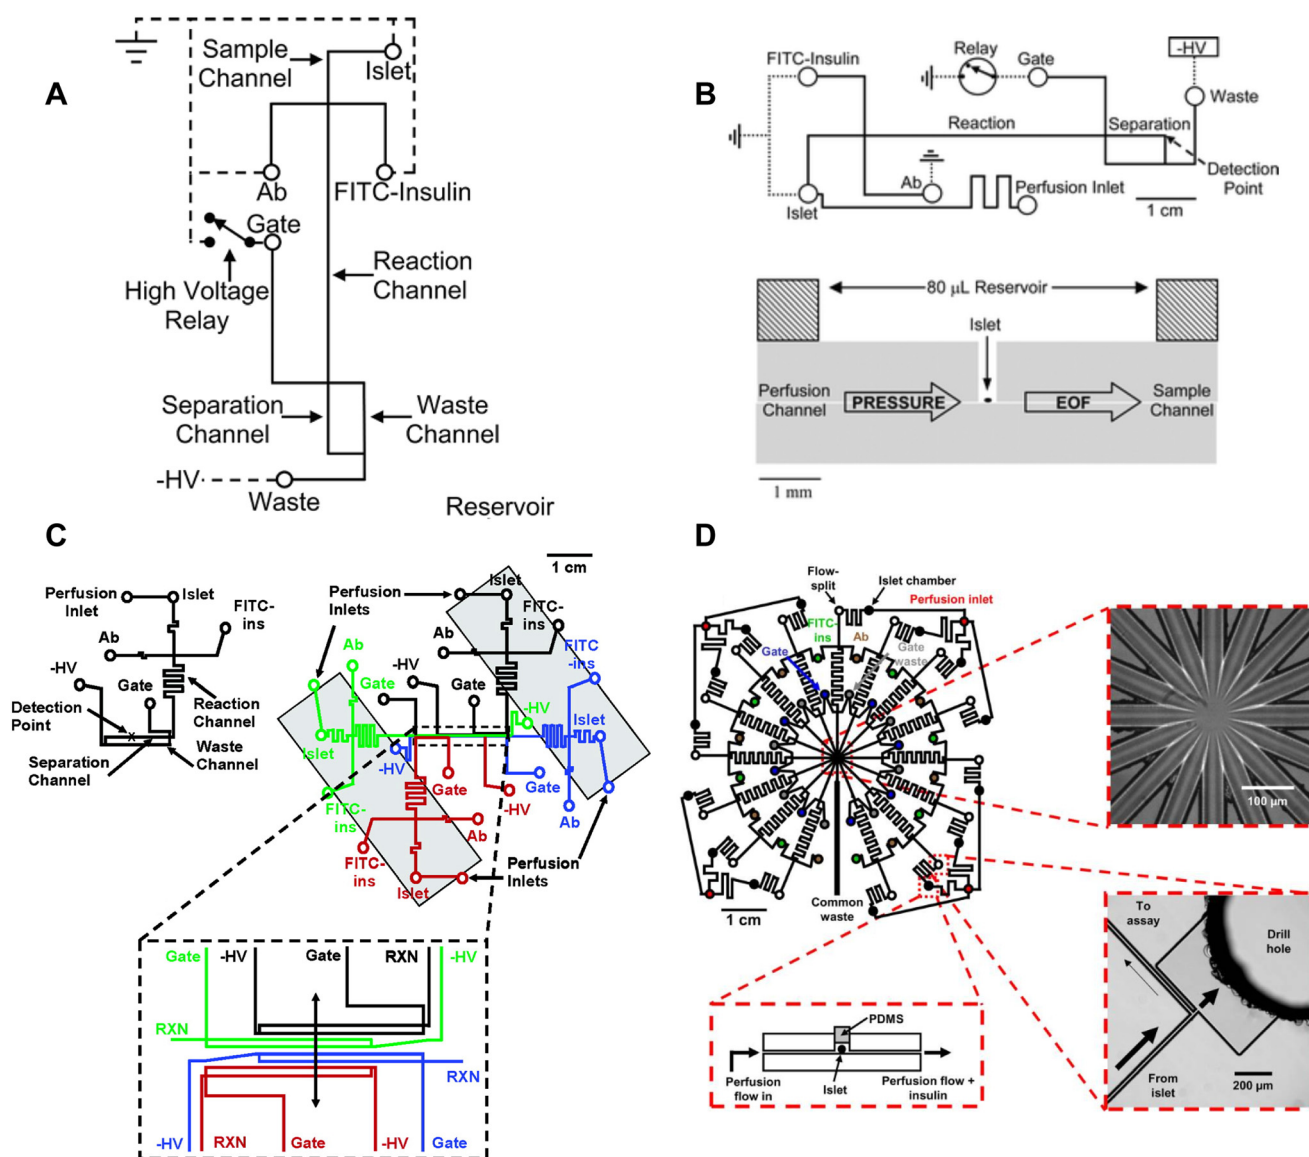 A
Sample
Channel
Islet
Ab
FITC-Insulin
Gate
High Voltage
Relay
Reaction
Channel
Separation
Channel
Waste
Channel
-HV
Waste
Reservoir
B
FITC-Insulin
Relay
Gate
-HV
Waste
Reaction
Separation
Detection
Point
Ab
Perfusion Inlet
Islet
1 cm
80 µL Reservoir
Islet
Perfusion
Channel
PRESSURE
EOF
Sample
Channel
1 mm
C
1 cm
Perfusion
Inlet
Islet
FITC-
ins
Ab
-HV
Gate
Detection
Point
Reaction
Channel
Separation
Channel
Waste
Channel
x
Perfusion
Inlets
Islet
FITC-
ins
Ab
Ab
-HV
Gate
Gate
FITC
-ins
-HV
Islet
Islet
-HV
Gate
Gate
-HV
FITC-
ins
Ab
Ab
FITC-
ins
Islet
Perfusion
Inlets
Gate
-HV
Gate
RXN
-HV
RXN
RXN
-HV
RXN
Gate
-HV
Gate
D
Flow-
split
Islet chamber
Perfusion inlet
FITC-
ins
Ab
Gate
Gate
waste
1 cm
Common
waste
100 µm
To
assay
Drill
hole
From
islet
200 µm
PDMS
Perfusion
flow in
Islet
Perfusion flow +
insulin